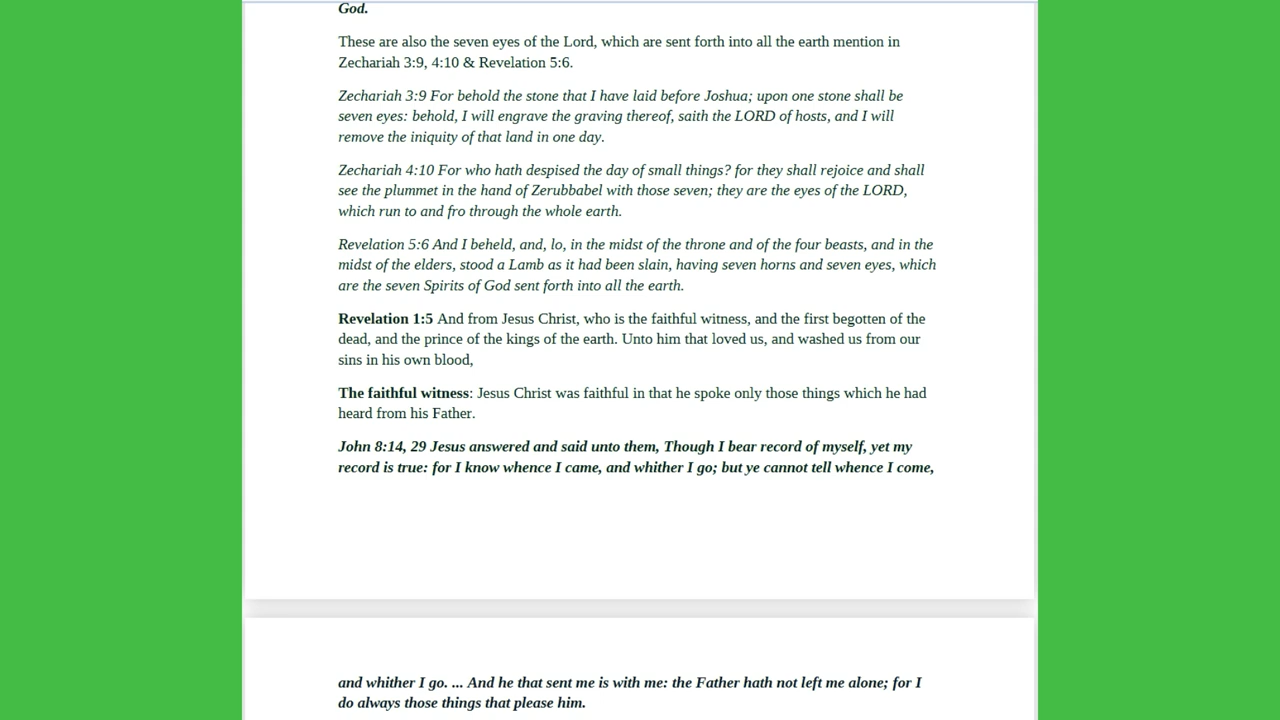 God.
These are also the seven eyes of the Lord, which are sent forth into all the earth mention in
Zechariah 3:9, 4:10 & Revelation 5:6.
Zechariah 3:9 For behold the stone that I have laid before Joshua; upon one stone shall be
seven eyes: behold, I will engrave the graving thereof, saith the LORD of hosts, and I will
remove the iniquity of that land in one day.
Zechariah 4:10 For who hath despised the day of small things? for they shall rejoice and shall
see the plummet in the hand of Zerubbabel with those seven; they are the eyes of the LORD,
which run to and fro through the whole earth.
Revelation 5:6 And I beheld, and, lo, in the midst of the throne and of the four beasts, and in the
midst of the elders, stood a Lamb as it had been slain, having seven horns and seven eyes, which
are the seven Spirits of God sent forth into all the earth.
Revelation 1:5 And from Jesus Christ, who is the faithful witness, and the first begotten of the
dead, and the prince of the kings of the earth. Unto him that loved us, and washed us from our
sins in his own blood,
The faithful witness: Jesus Christ was faithful in that he spoke only those things which he had
heard from his Father.
John 8:14, 29 Jesus answered and said unto them, Though I bear record of myself, yet my
record is true: for I know whence I came, and whither I go; but ye cannot tell whence I come,
and whither I go. ... And he that sent me is with me: the Father hath not left me alone; for I
do always those things that please him.